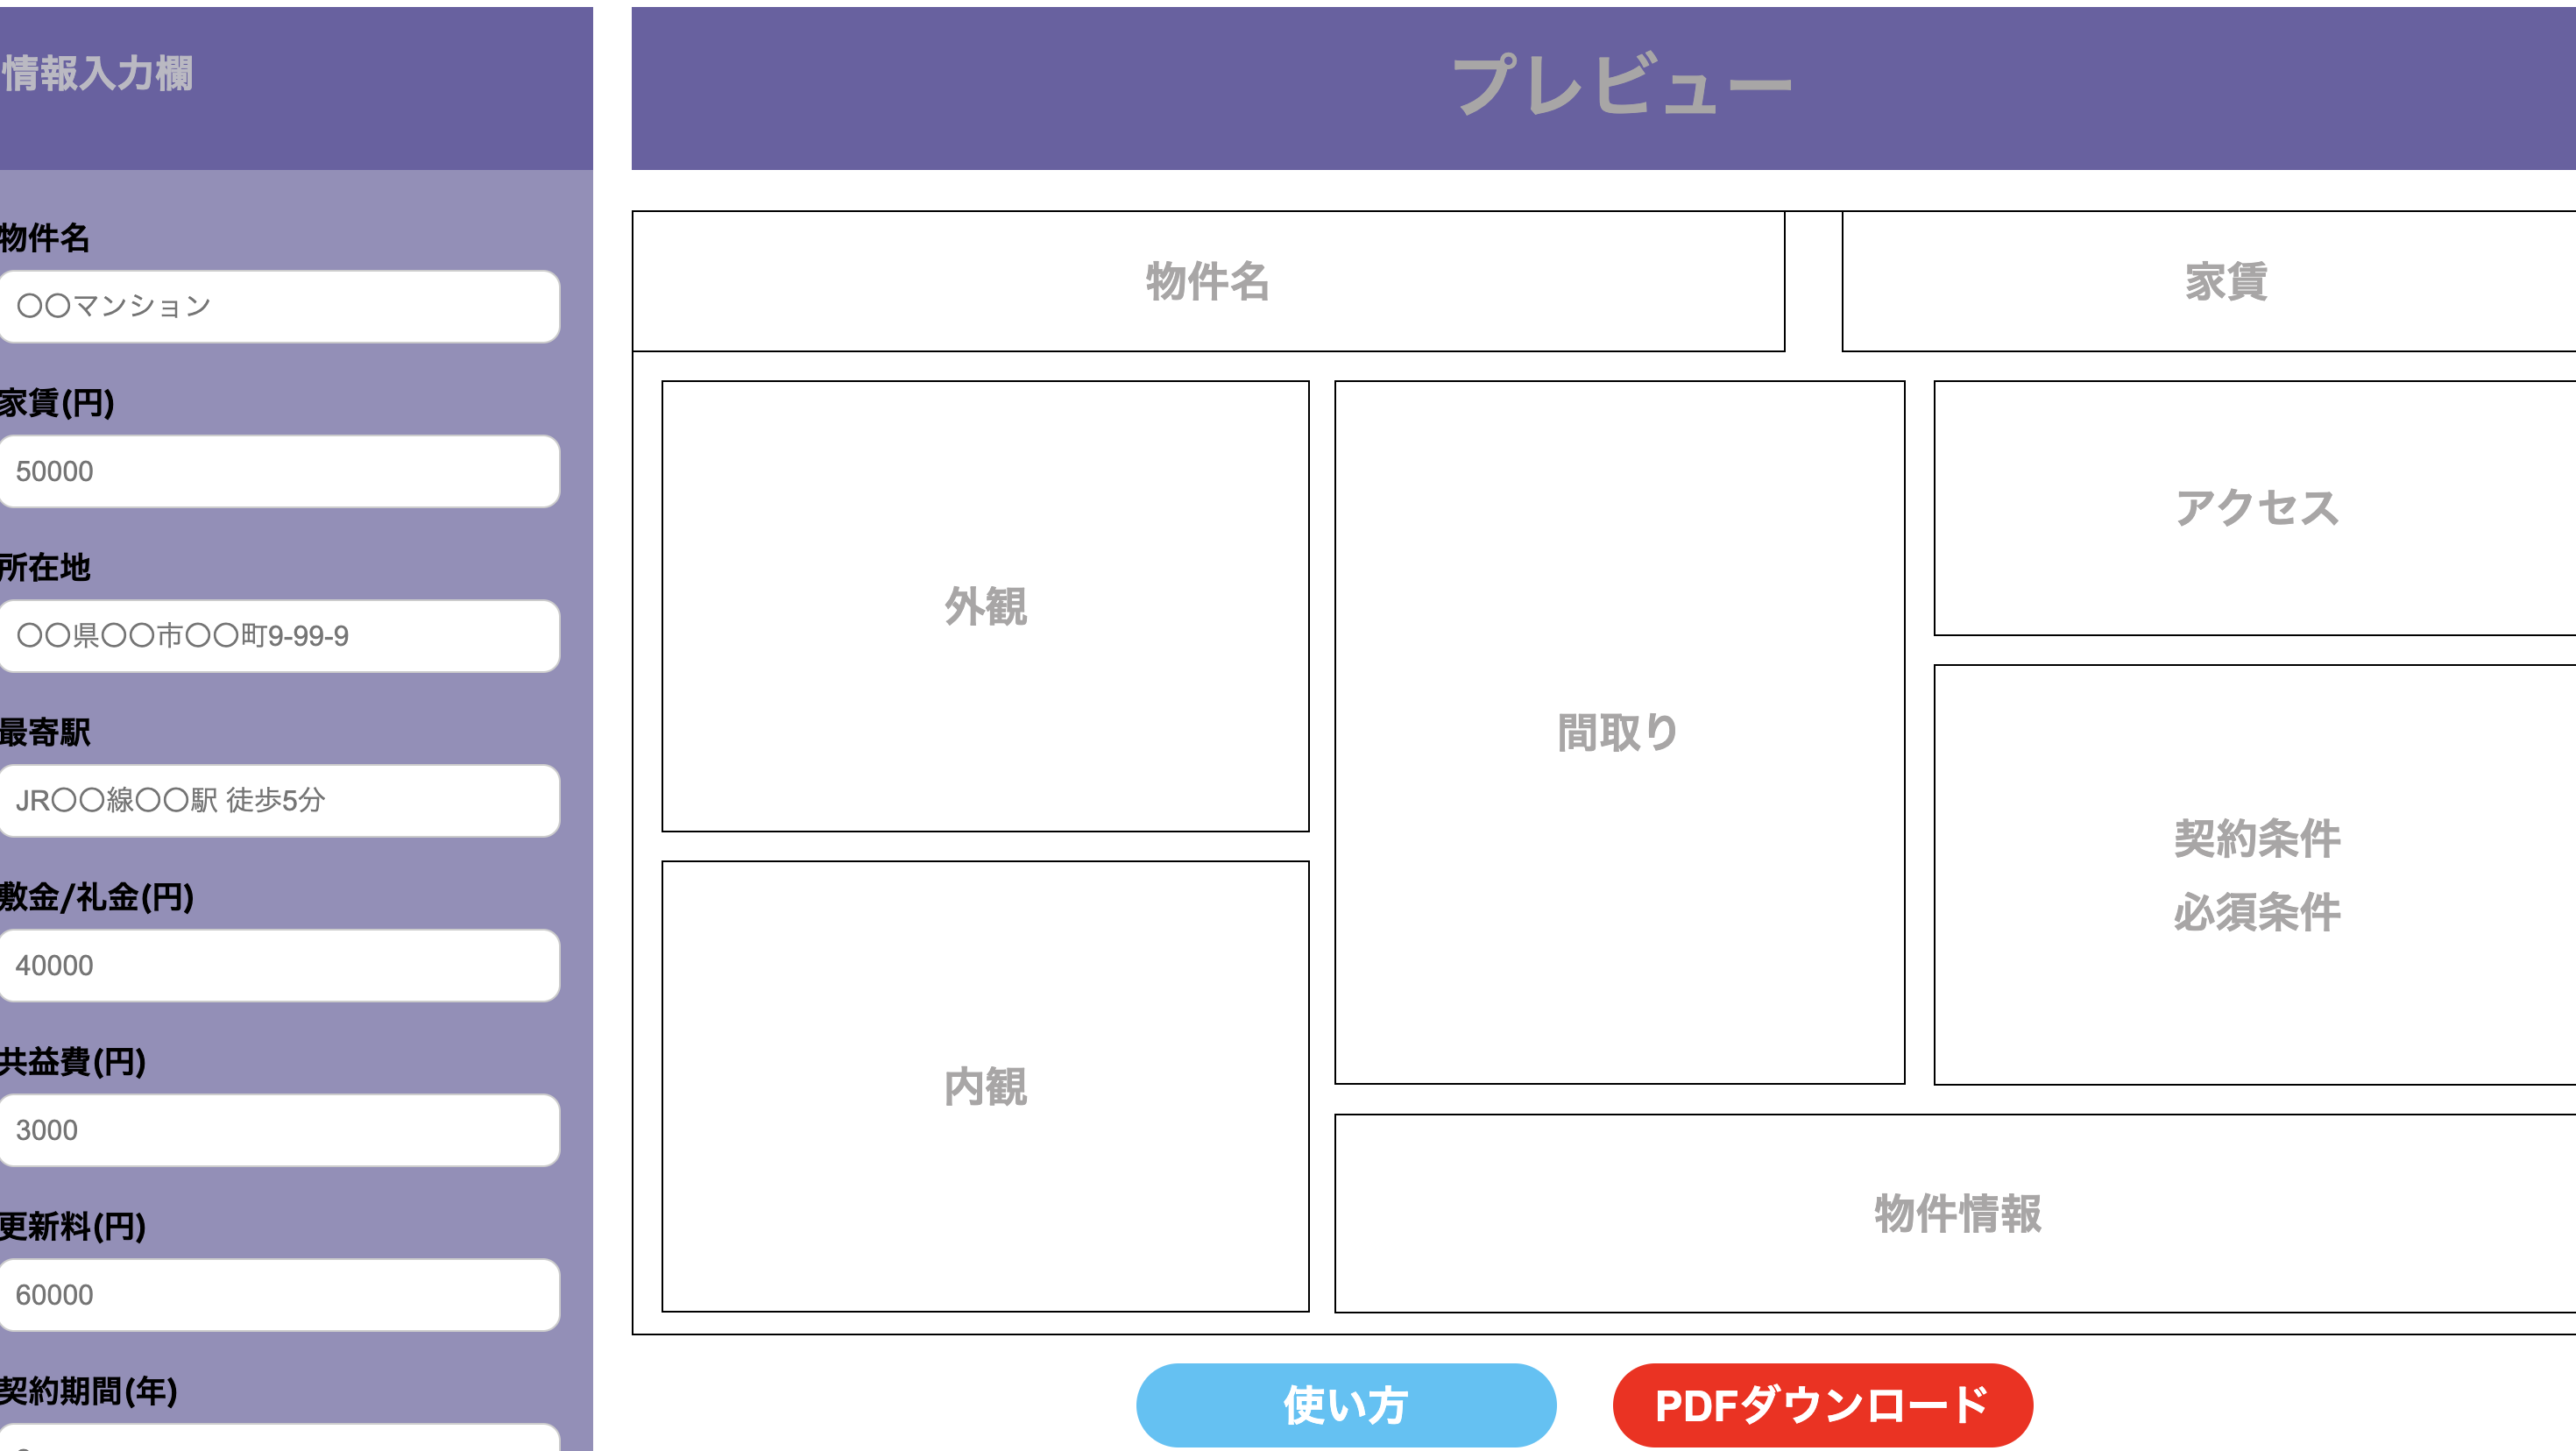 情報入力欄
物件名
〇〇マンション
家賃(円)
50000
所在地
〇〇県〇〇市〇〇町9-99-9
最寄駅
JR〇〇線〇〇駅 徒歩5分
敷金/礼金(円)
40000
共益費(円)
3000
更新料(円)
60000
契約期間(年)
プレビュー
物件名
家賃
外観
間取り
アクセス
契約条件
必須条件
内観
物件情報
使い方
PDFダウンロード